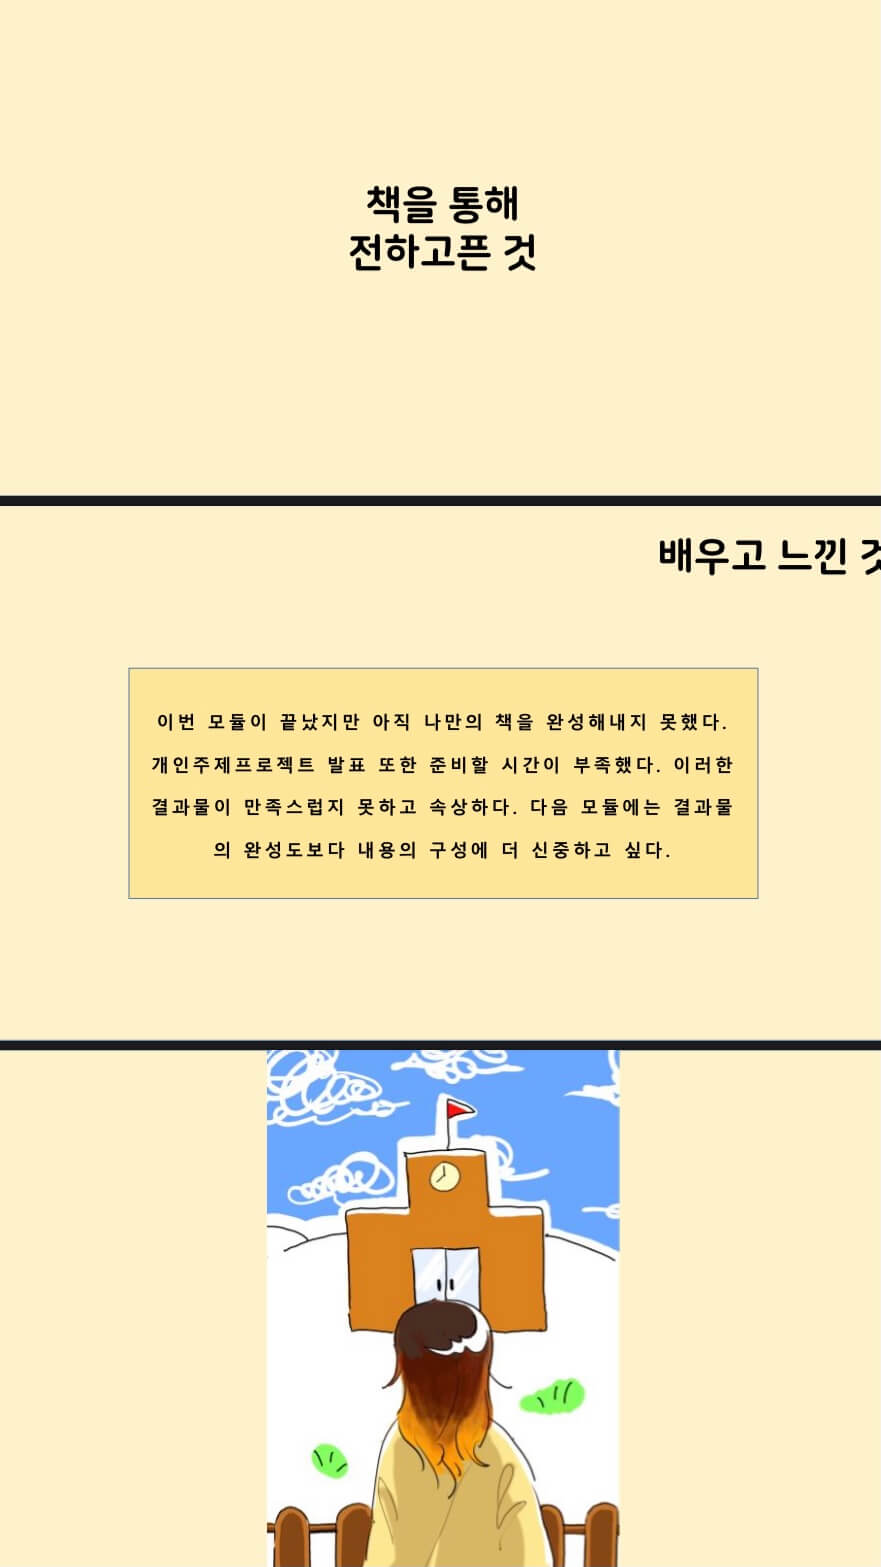 책을 통해
전하고픈 것
배우고 느낀 것
이번 모듈이 끝났지만 아직 나만의 책을 완성해내지 못했다.
개인주제프로젝트 발표 또한 준비할 시간이 부족했다. 이러한
결과물이 만족스럽지 못하고 속상하다. 다음 모듈에는 결과물
의 완성도보다 내용의 구성에 더 신중하고 싶다.